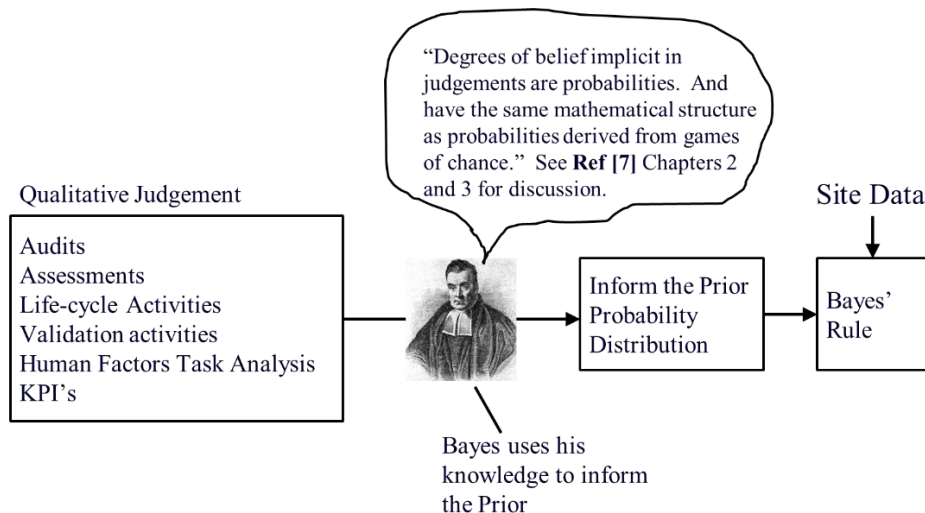 “Degrees of belief implicit in
judgements are probabilities.  And
have the same mathematical structure
as probabilities derived from games
of chance.”  See Ref [7] Chapters 2
and 3 for discussion.
Qualitative Judgement
Audits
Assessments
Life-cycle Activities
Validation activities
Human Factors Task Analysis
KPI’s
Bayes uses his
knowledge to inform
the Prior
Inform the Prior
Probability
Distribution
Site Data
Bayes’
Rule